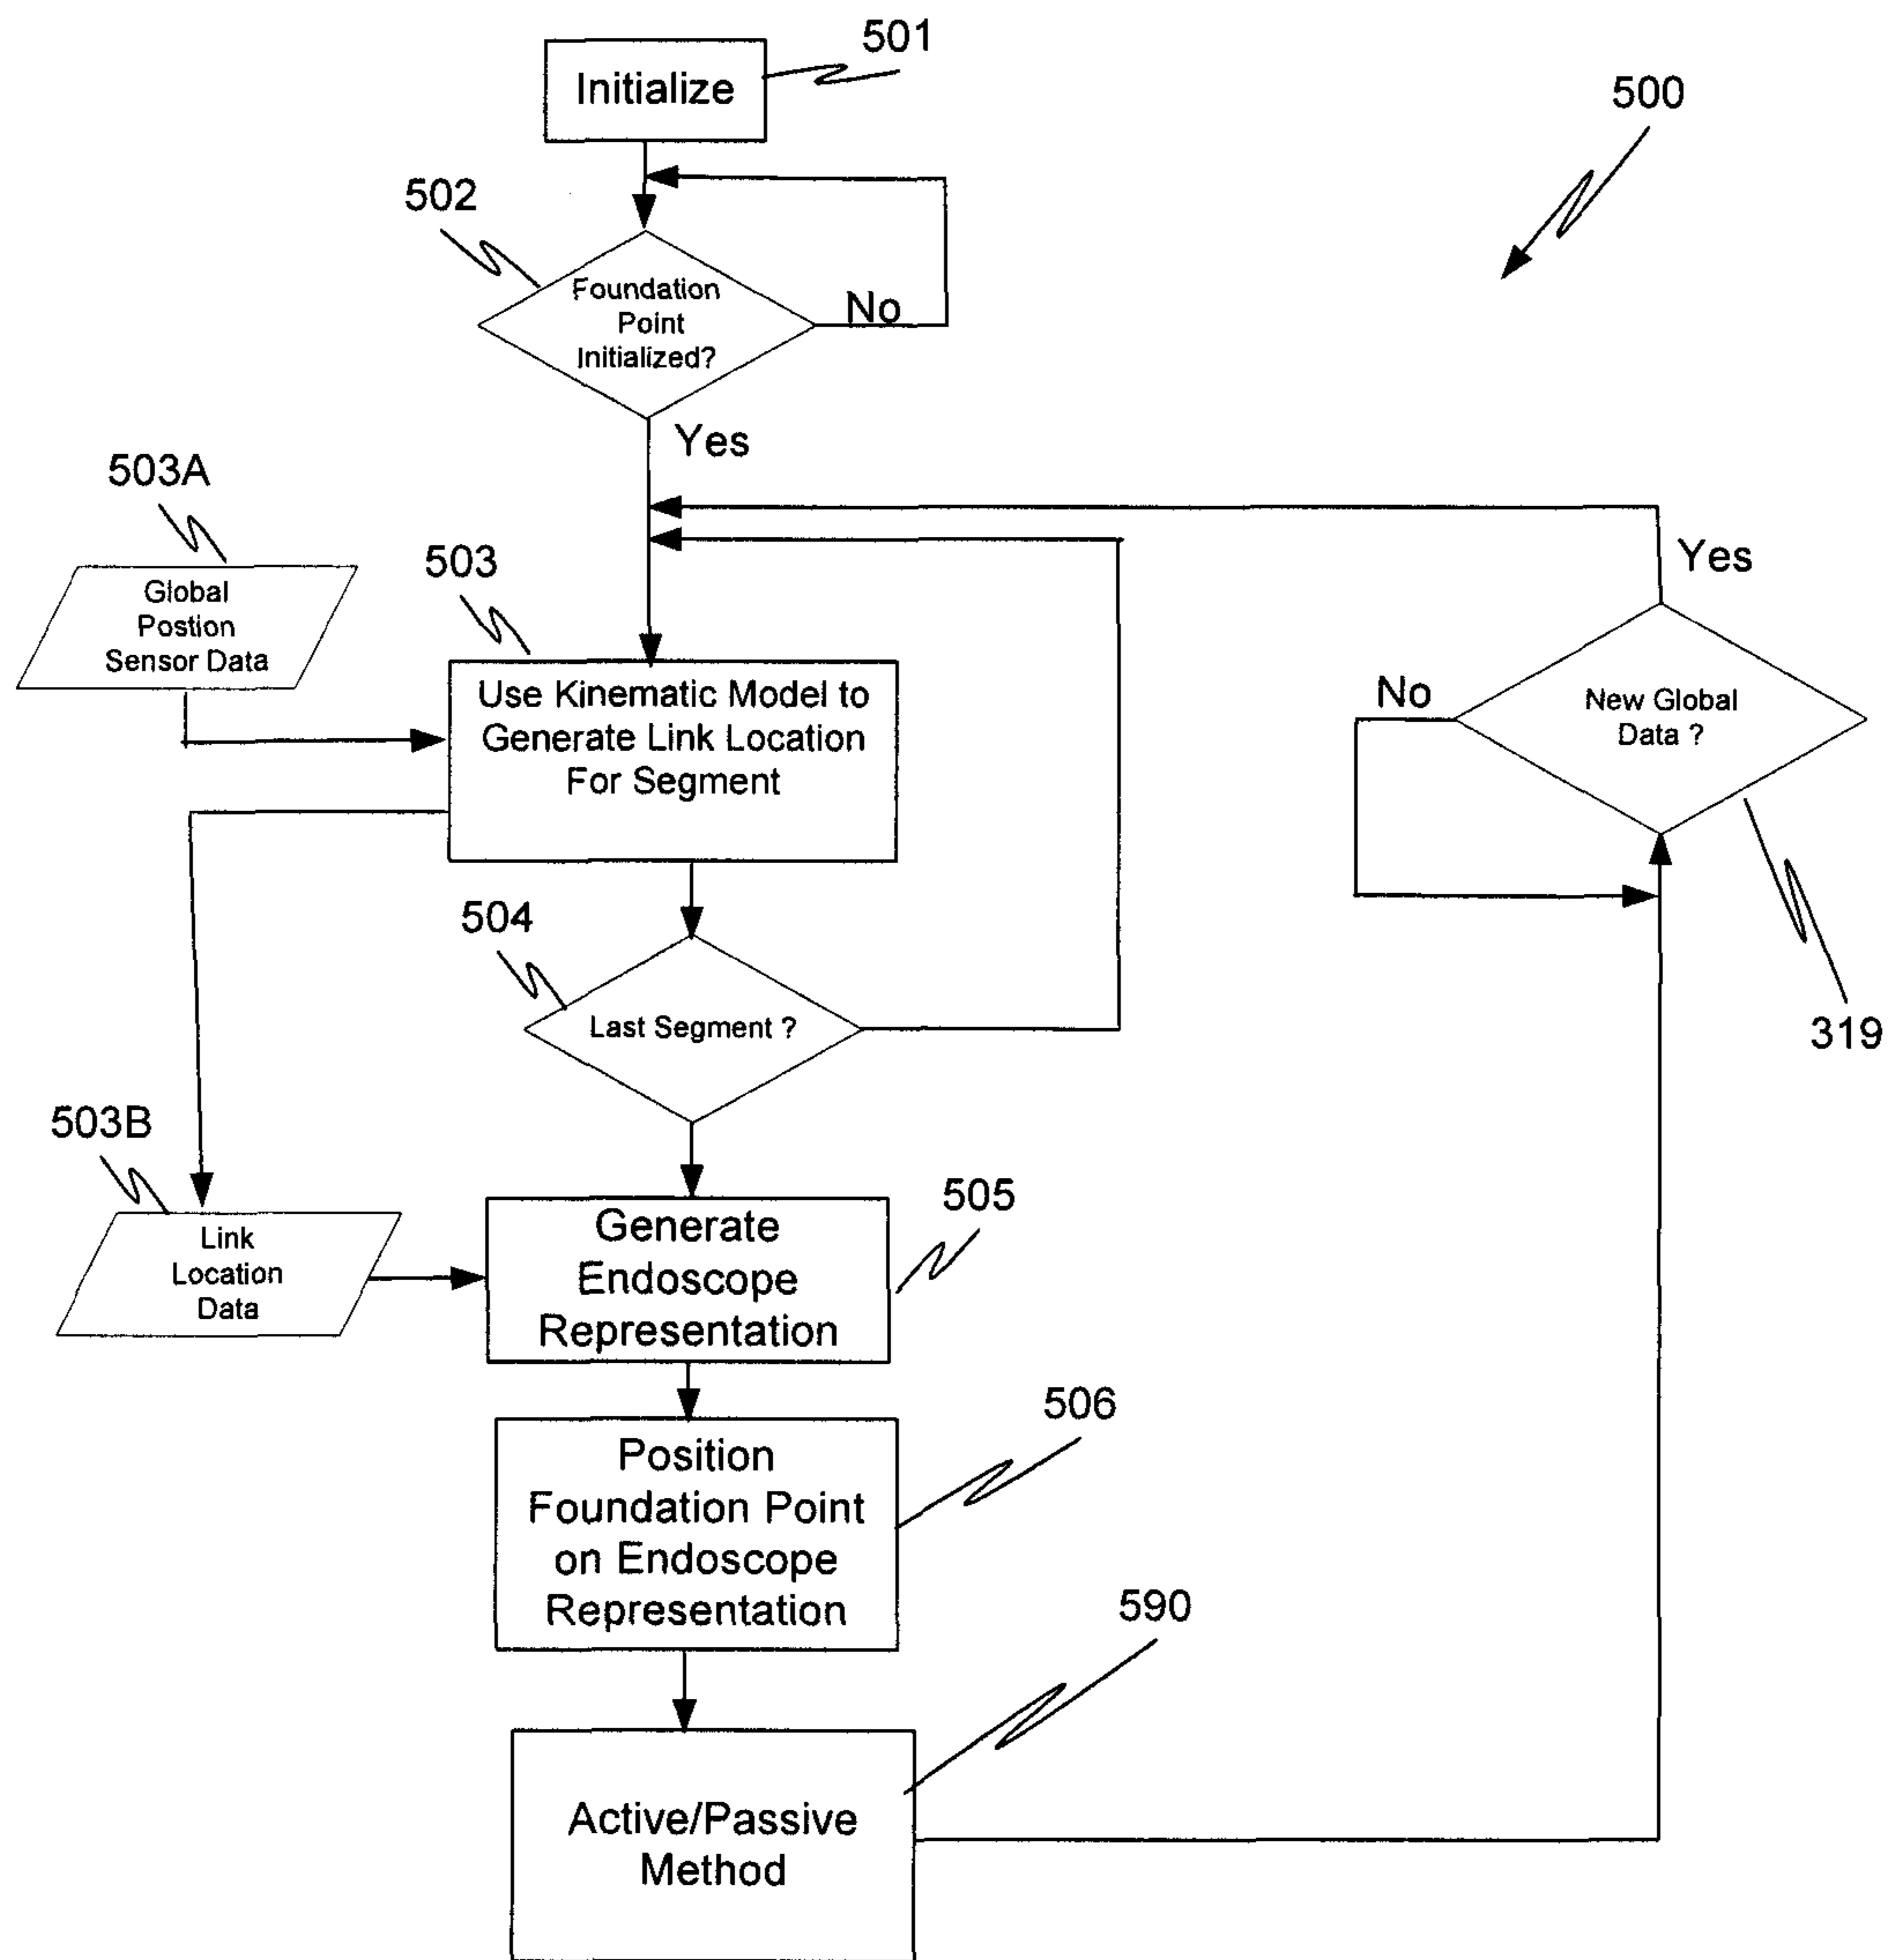 501
Initialize
500
502
Foundation
Point
Initialized?
No
Yes
503A
Global
Postion
Sensor Data
503
Use Kinematic Model to
Generate Link Location
For Segment
Yes
No
New Global
Data ?
319
504
Last Segment ?
503B
Link
Location
Data
505
Generate
Endoscope
Representation
506
Position
Foundation Point
on Endoscope
Representation
590
Active/Passive
Method